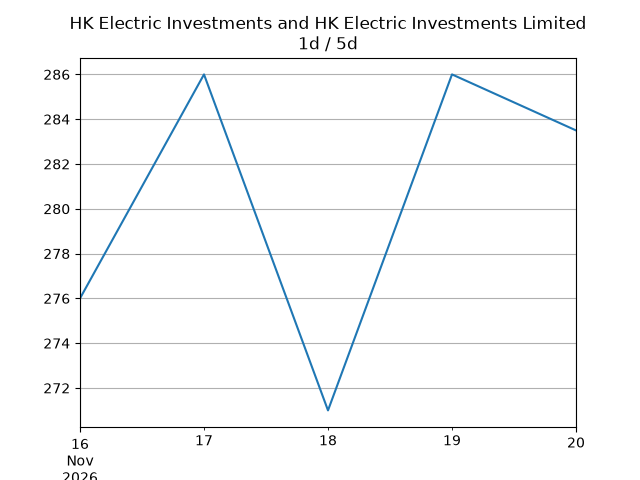 HK Electric Investments and HK Electric Investments Limited
1d / 5d
286
284
282
280
278
276
274
272
16 17 18 19 20
Nov
2026